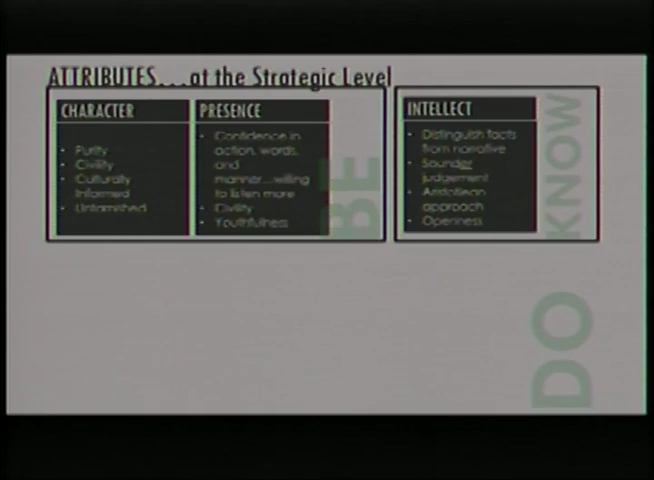 ATTRIBUTES...at the Strategic Level
CHARACTER
• Purity
• Civility
• Culturally
Informed
• Untarnished
PRESENCE
• Confidence in
action, words,
and
manner...willing
to listen more
• Civility
• Youthfulness
BE
INTELLECT
• Distinguish facts
from narrative
• Sounder
judgement
• Aristotlean
approach
• Openness
KNOW
DO